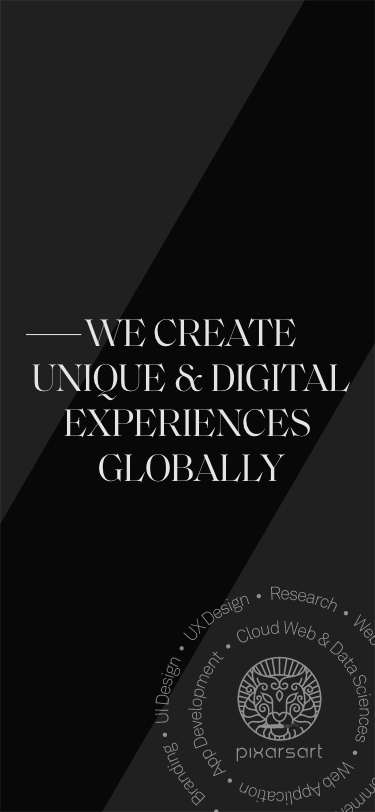 WE CREATE
UNIQUE & DIGITAL
EXPERIENCES
GLOBALLY
Branding • UI Design • UX Design • Research •
App Development • Cloud Web & Data Sciences • Web Application •
pixarsart